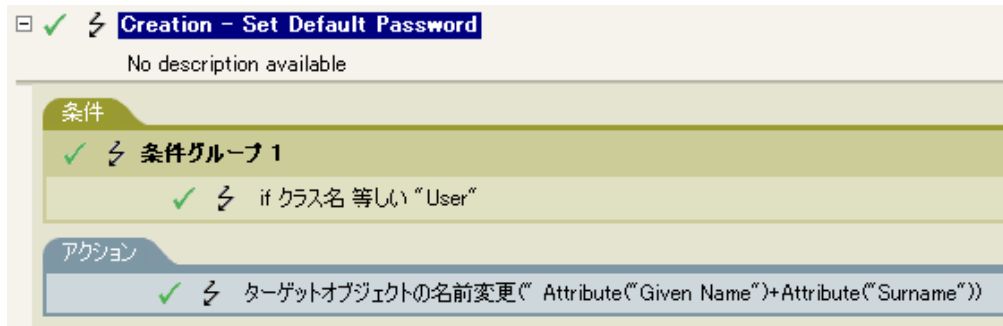 Creation - Set Default Password
No description available
条件
条件グループ 1
if クラス名 等しい "User"
アクション
ターゲットオブジェクトの名前変更(" Attribute("Given Name")+Attribute("Surname"))